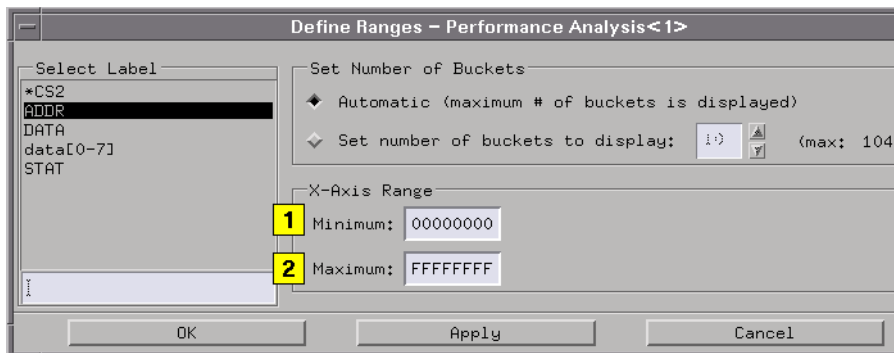 Define Ranges – Performance Analysis<1>
Select Label
*CS2
ADDR
DATA
data[0-7]
STAT
Set Number of Buckets
Automatic (maximum # of buckets is displayed)
Set number of buckets to display: 10 (max: 104
X-Axis Range
1 Minimum: 00000000
2 Maximum: FFFFFFFF
OK Apply Cancel